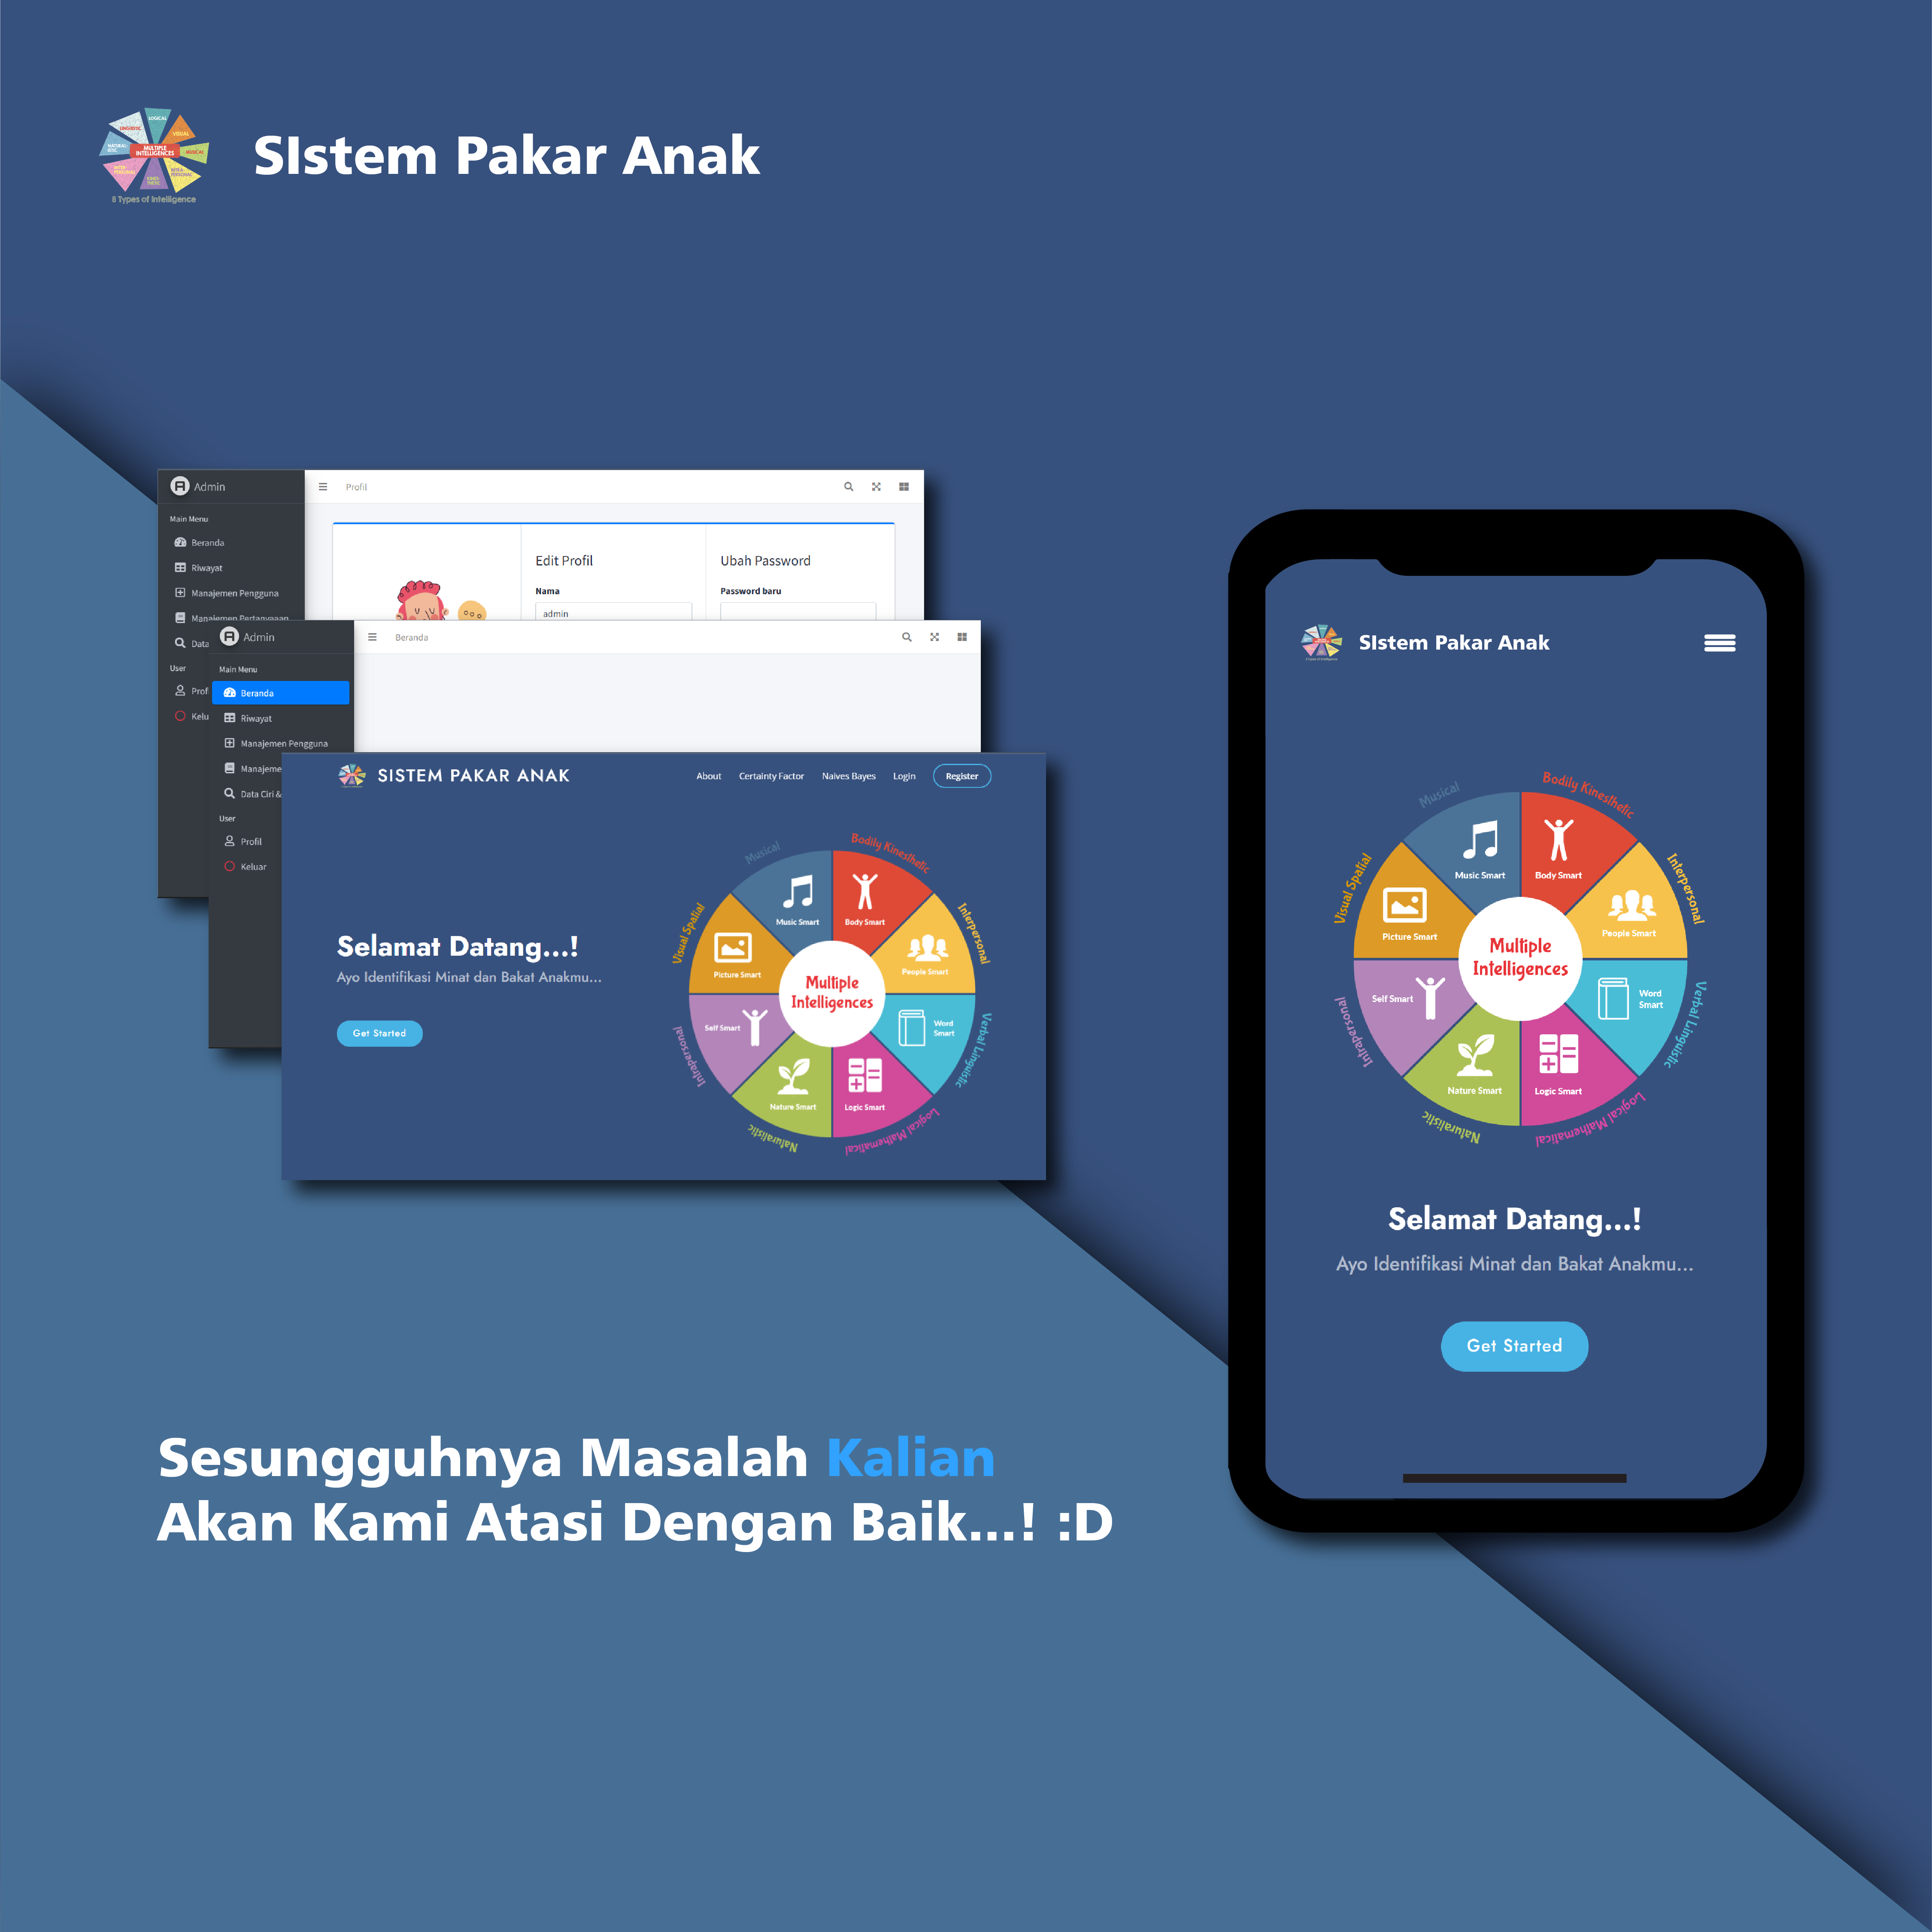 LOGICAL
LINGUISTIC
VISUAL
NATURAL-
ISTIC
MULTIPLE
INTELLIGENCES
MUSICAL
INTER-
PERSONAL
KINES-
THETIC
8 Types of Intelligence
SIstem Pakar Anak
Admin
Profil
Main Menu
Beranda
Riwayat
Manajemen Pengguna
Manajemen Pertanyaaan
Data
User
Prof
Kelu
Edit Profil
Nama
admin
Ubah Password
Password baru
Admin
Beranda
Main Menu
Beranda
Riwayat
Manajemen Pengguna
Manajeme
Data Ciri &
User
Profil
Keluar
SISTEM PAKAR ANAK
About Certainty Factor Naives Bayes Login Register
Selamat Datang...!
Ayo Identifikasi Minat dan Bakat Anakmu...
Get Started
Musical
Bodily Kinesthetic
Visual Spatial
Interpersonal
Music Smart
Body Smart
Picture Smart
People Smart
Multiple
Intelligences
Self Smart
Word
Smart
Nature Smart
Logic Smart
Intrapersonal
Verbal Linguistic
Naturalistic
Logical Mathematical
SIstem Pakar Anak
Musical
Bodily Kinesthetic
Visual Spatial
Interpersonal
Music Smart
Body Smart
Picture Smart
People Smart
Multiple
Intelligences
Self Smart
Word
Smart
Nature Smart
Logic Smart
Intrapersonal
Verbal Linguistic
Naturalistic
Logical Mathematical
Selamat Datang...!
Ayo Identifikasi Minat dan Bakat Anakmu...
Get Started
Sesungguhnya Masalah Kalian
Akan Kami Atasi Dengan Baik...! :D